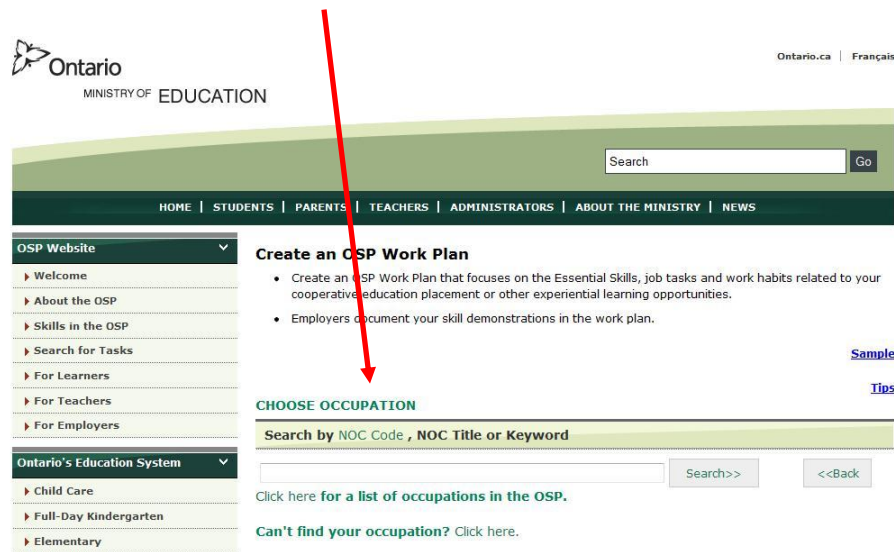 Ontario
MINISTRY OF EDUCATION
Ontario.ca | Français
Search Go
HOME | STUDENTS | PARENTS | TEACHERS | ADMINISTRATORS | ABOUT THE MINISTRY | NEWS
OSP Website
Welcome
About the OSP
Skills in the OSP
Search for Tasks
For Learners
For Teachers
For Employers
Ontario's Education System
Child Care
Full-Day Kindergarten
Elementary
Create an OSP Work Plan
• Create an OSP Work Plan that focuses on the Essential Skills, job tasks and work habits related to your
cooperative education placement or other experiential learning opportunities.
• Employers document your skill demonstrations in the work plan.
Sample
Tips
CHOOSE OCCUPATION
Search by NOC Code , NOC Title or Keyword
Search>> <<Back
Click here for a list of occupations in the OSP.
Can't find your occupation? Click here.